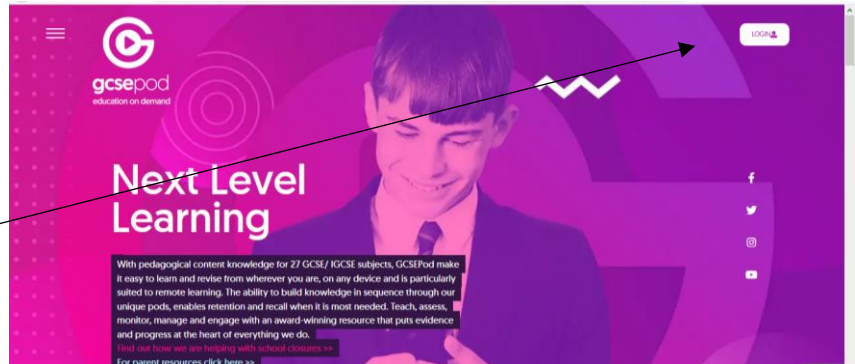 LOGIN
gcsepod
education on demand
Next Level
Learning
With pedagogical content knowledge for 27 GCSE/ IGCSE subjects, GCSEPod make
it easy to learn and revise from wherever you are, on any device and is particularly
suited to remote learning. The ability to build knowledge in sequence through our
unique pods, enables retention and recall when it is most needed. Teach, assess,
monitor, manage and engage with an award-winning resource that puts evidence
and progress at the heart of everything we do.
Find out how we are helping with school closures >>
For parent resources click here >>